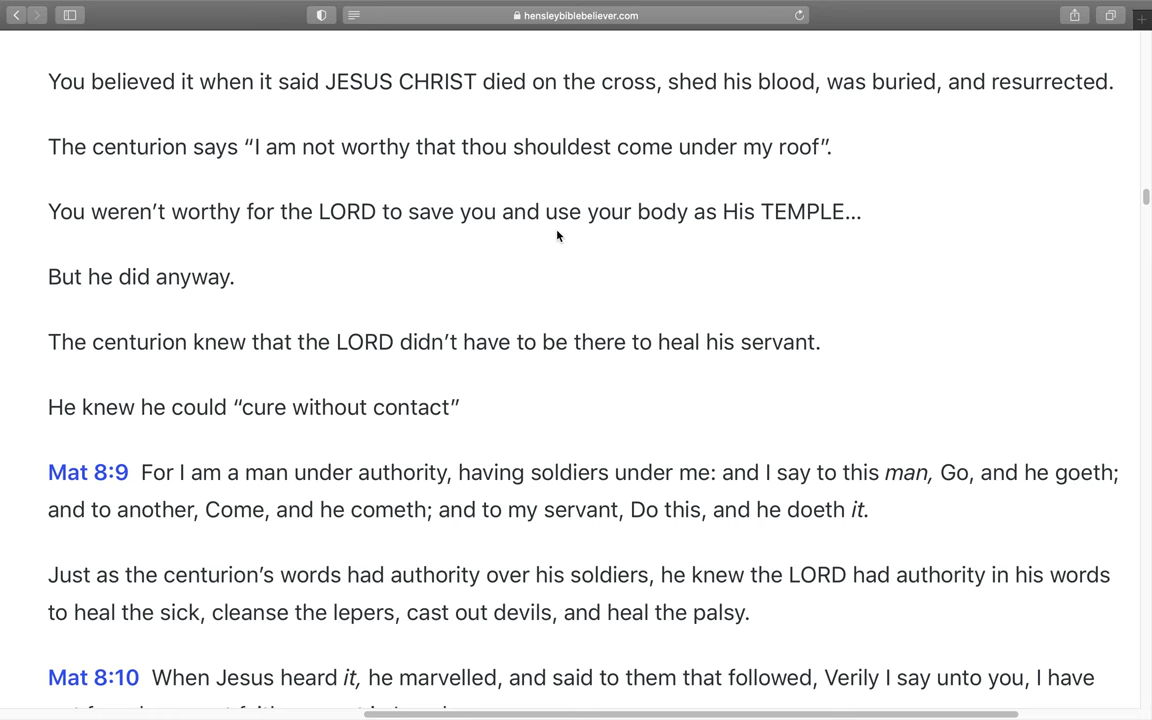 hensleybiblebeliever.com
You believed it when it said JESUS CHRIST died on the cross, shed his blood, was buried, and resurrected.
The centurion says “I am not worthy that thou shouldest come under my roof”.
You weren’t worthy for the LORD to save you and use your body as His TEMPLE...
But he did anyway.
The centurion knew that the LORD didn’t have to be there to heal his servant.
He knew he could “cure without contact”
Mat 8:9 For I am a man under authority, having soldiers under me: and I say to this man, Go, and he goeth;
and to another, Come, and he cometh; and to my servant, Do this, and he doeth it.
Just as the centurion’s words had authority over his soldiers, he knew the LORD had authority in his words
to heal the sick, cleanse the lepers, cast out devils, and heal the palsy.
Mat 8:10 When Jesus heard it, he marvelled, and said to them that followed, Verily I say unto you, I have